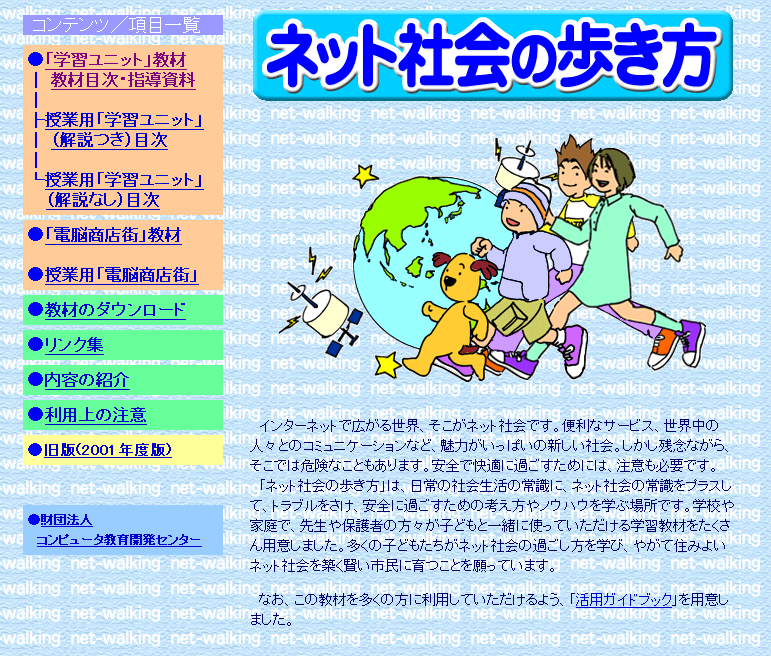 コンテンツ／項目一覧
●「学習ユニット」教材
教材目次・指導資料
授業用「学習ユニット」
（解説つき）目次
授業用「学習ユニット」
（解説なし）目次
●「電脳商店街」教材
●授業用「電脳商店街」
●教材のダウンロード
●リンク集
●内容の紹介
●利用上の注意
●旧版(2001年度版)
●財団法人
コンピュータ教育開発センター
ネット社会の歩き方
インターネットで広がる世界、そこがネット社会です。便利なサービス、世界中の
人々とのコミュニケーションなど、魅力がいっぱいの新しい社会。しかし残念ながら、
そこでは危険なこともあります。安全で快適に過ごすためには、注意も必要です。
「ネット社会の歩き方」は、日常の社会生活の常識に、ネット社会の常識をプラスし
て、トラブルをさけ、安全に過ごすための考え方やノウハウを学ぶ場所です。学校や
家庭で、先生や保護者の方々が子どもと一緒に使っていただける学習教材をたくさ
ん用意しました。多くの子どもたちがネット社会の過ごし方を学び、やがて住みよい
ネット社会を築く賢い市民に育つことを願っています。
なお、この教材を多くの方に利用していただけるよう、「活用ガイドブック」を用意し
ました。
net-walking net-walking net-walking net-walking